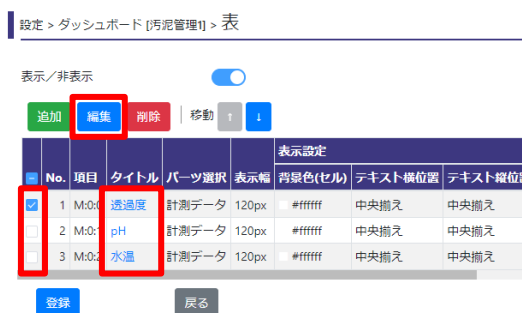 設定 > ダッシュボード [汚泥管理1] > 表
表示／非表示
追加 編集 削除 移動 ↑ ↓
表示設定
No. 項目 タイトル パーツ選択 表示幅 背景色(セル) テキスト横位置 テキスト縦位置
1 M:0:0 透過度 計測データ 120px #ffffff 中央揃え 中央揃え
2 M:0:1 pH 計測データ 120px #ffffff 中央揃え 中央揃え
3 M:0:2 水温 計測データ 120px #ffffff 中央揃え 中央揃え
登録 戻る